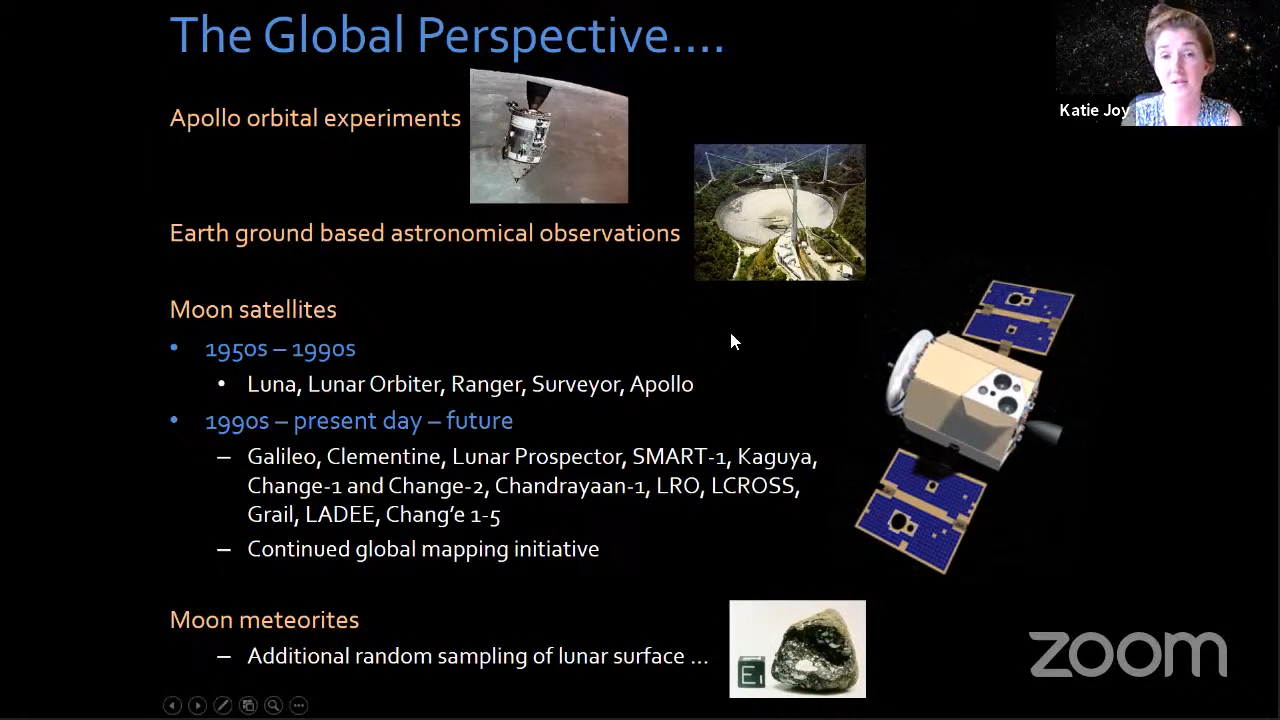 The Global Perspective....
Katie Joy
Apollo orbital experiments
Earth ground based astronomical observations
Moon satellites
• 1950s – 1990s
• Luna, Lunar Orbiter, Ranger, Surveyor, Apollo
• 1990s – present day – future
– Galileo, Clementine, Lunar Prospector, SMART-1, Kaguya,
Change-1 and Change-2, Chandrayaan-1, LRO, LCROSS,
Grail, LADEE, Chang’e 1-5
– Continued global mapping initiative
Moon meteorites
– Additional random sampling of lunar surface ...
E1
zoom